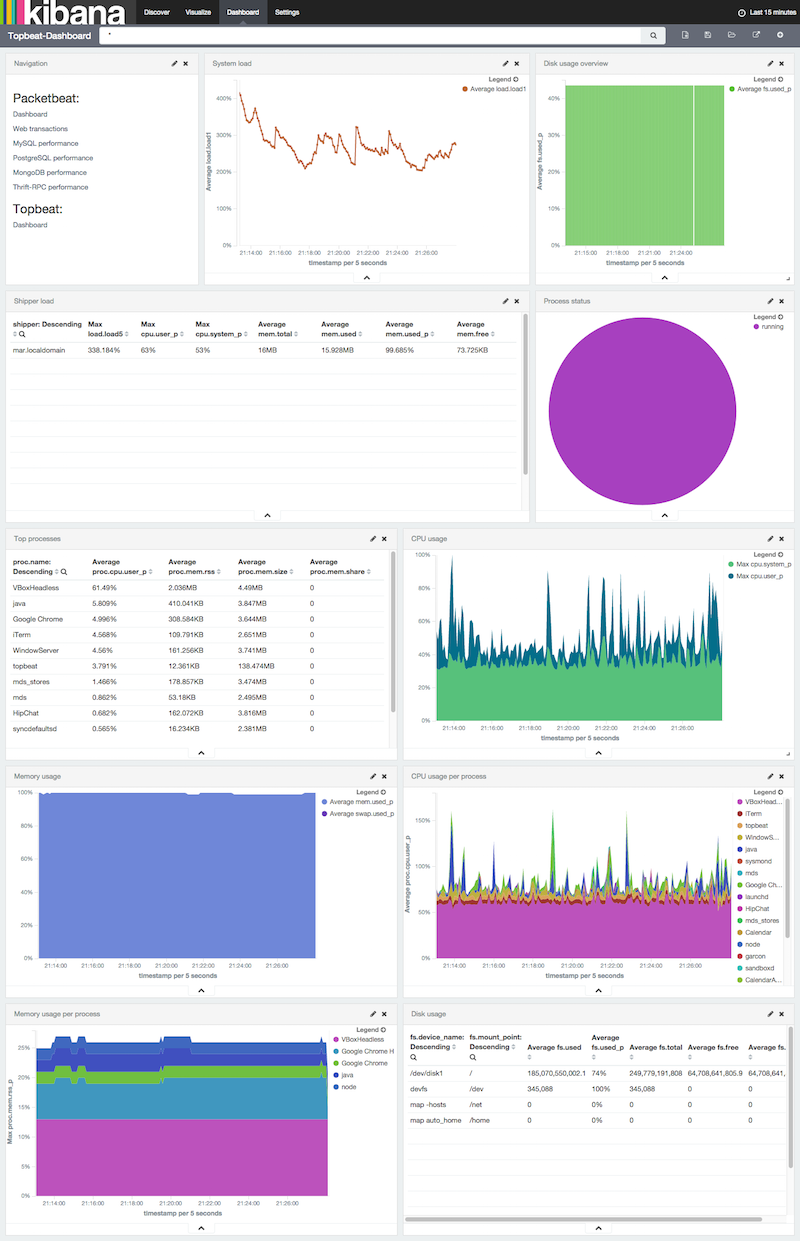 kibana Discover Visualize Dashboard Settings Last 15 minutes
Topbeat-Dashboard *
Navigation
Packetbeat:
Dashboard
Web transactions
MySQL performance
PostgreSQL performance
MongoDB performance
Thrift-RPC performance
Topbeat:
Dashboard
System load
Legend
Average load.load1
Average load.load1
400%
300%
200%
100%
0%
21:14:00 21:16:00 21:18:00 21:20:00 21:22:00 21:24:00 21:26:00
timestamp per 5 seconds
Disk usage overview
Legend
Average fs.used_p
Average fs.used_p
40%
30%
20%
10%
0%
21:15:00 21:18:00 21:21:00 21:24:00
timestamp per 5 seconds
Shipper load
shipper: Descending Max load.load5 Max cpu.user_p Max cpu.system_p Average mem.total Average mem.used Average mem.used_p Average mem.free
mar.localdomain 338.184% 63% 53% 16MB 15.928MB 99.685% 73.725KB
Process status
Legend
running
Top processes
proc.name: Descending Average proc.cpu.user_p Average proc.mem.rss Average proc.mem.size Average proc.mem.share
VBoxHeadless 61.49% 2.036MB 4.49MB 0
java 5.809% 410.041KB 3.847MB 0
Google Chrome 4.996% 308.584KB 3.644MB 0
iTerm 4.568% 109.791KB 2.651MB 0
WindowServer 4.56% 161.256KB 3.741MB 0
topbeat 3.791% 12.361KB 138.474MB 0
mds_stores 1.466% 178.857KB 3.474MB 0
mds 0.862% 53.18KB 2.495MB 0
HipChat 0.682% 162.072KB 3.816MB 0
syncdefaultsd 0.565% 16.234KB 2.381MB 0
CPU usage
Legend
Max cpu.system_p
Max cpu.user_p
100%
80%
60%
40%
20%
0%
21:14:00 21:16:00 21:18:00 21:20:00 21:22:00 21:24:00 21:26:00
timestamp per 5 seconds
Memory usage
Legend
Average mem.used_p
Average swap.used_p
100%
80%
60%
40%
20%
0%
21:14:00 21:16:00 21:18:00 21:20:00 21:22:00 21:24:00 21:26:00
timestamp per 5 seconds
CPU usage per process
Legend
VBoxHead...
iTerm
topbeat
WindowS...
java
sysmond
mds
Google Ch...
launchd
HipChat
mds_stores
Calendar
node
garcon
sandboxd
CalendarA...
Average proc.cpu.user_p
150%
100%
50%
0%
21:14:00 21:16:00 21:18:00 21:20:00 21:22:00 21:24:00 21:26:00
timestamp per 5 seconds
Memory usage per process
Legend
VBoxHeadless
Google Chrome H
Google Chrome
java
node
Max proc.mem.rss_p
25%
20%
15%
10%
5%
0%
21:14:00 21:16:00 21:18:00 21:20:00 21:22:00 21:24:00 21:26:00
timestamp per 5 seconds
Disk usage
fs.device_name: Descending fs.mount_point: Descending Average fs.used Average fs.used_p Average fs.total Average fs.free Average fs.
/dev/disk1 / 185,070,550,002.1 74% 249,779,191,808 64,708,641,805.9 64,708,641,
devfs /dev 345,088 100% 345,088 0 0
map -hosts /net 0 0% 0 0 0
map auto_home /home 0 0% 0 0 0